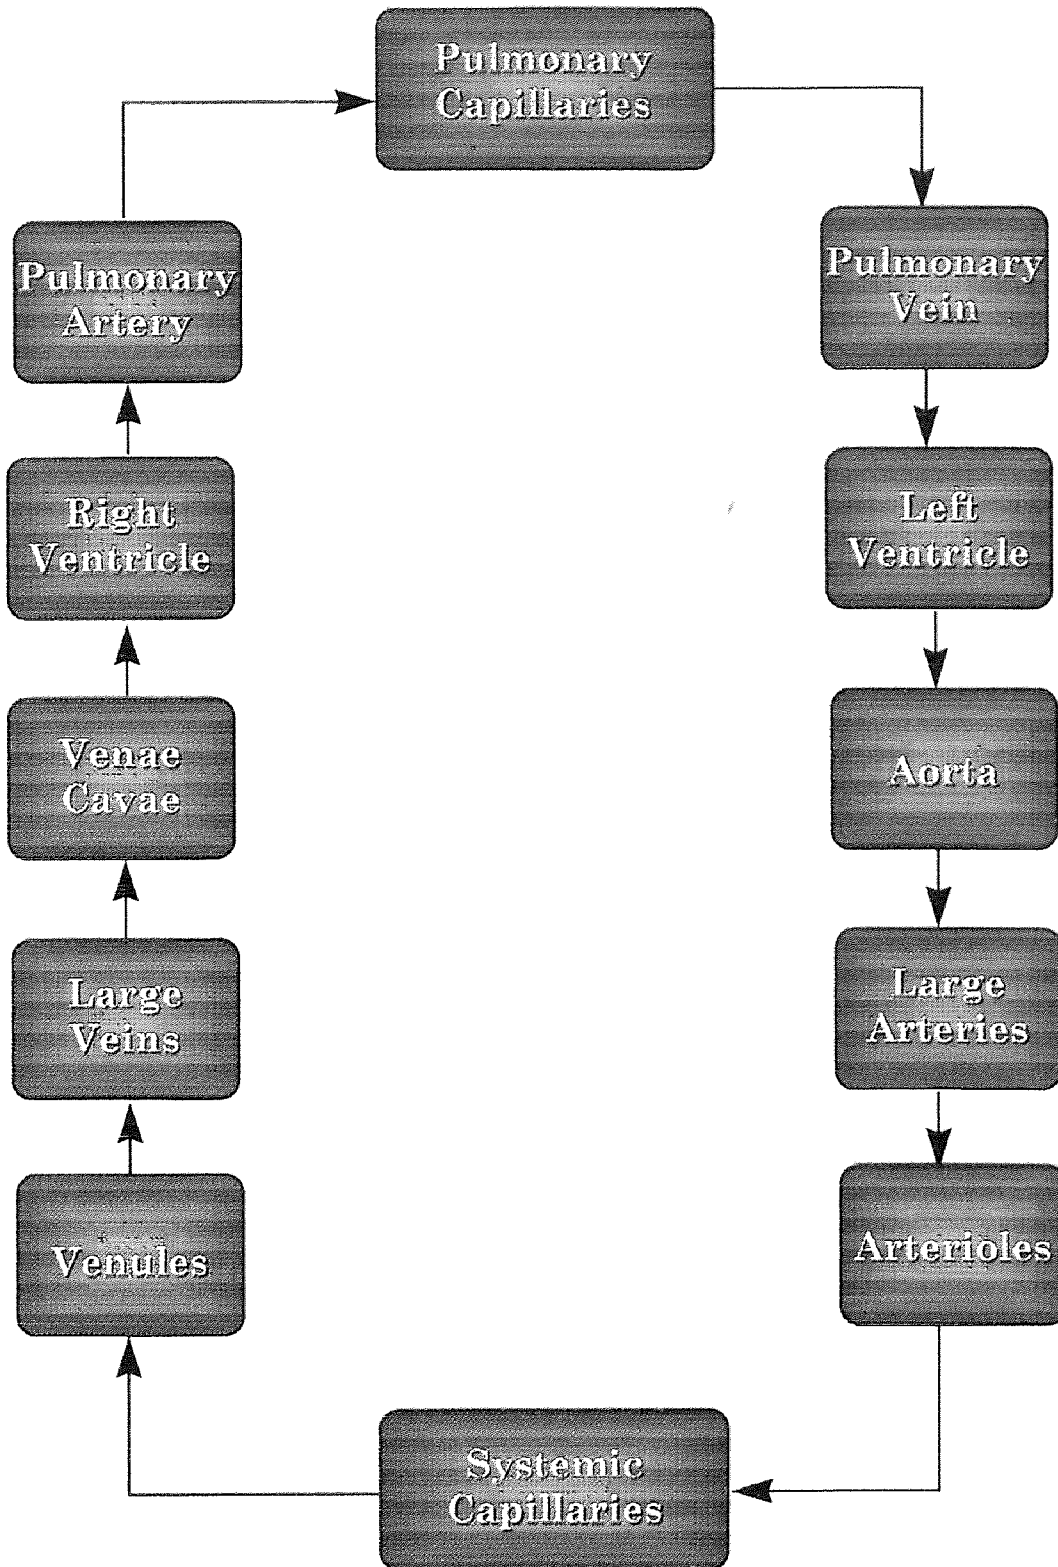 Pulmonary
Capillaries
Pulmonary
Artery
Pulmonary
Vein
Right
Ventricle
Left
Ventricle
Venae
Cavae
Aorta
Large
Veins
Large
Arteries
Venules
Arterioles
Systemic
Capillaries